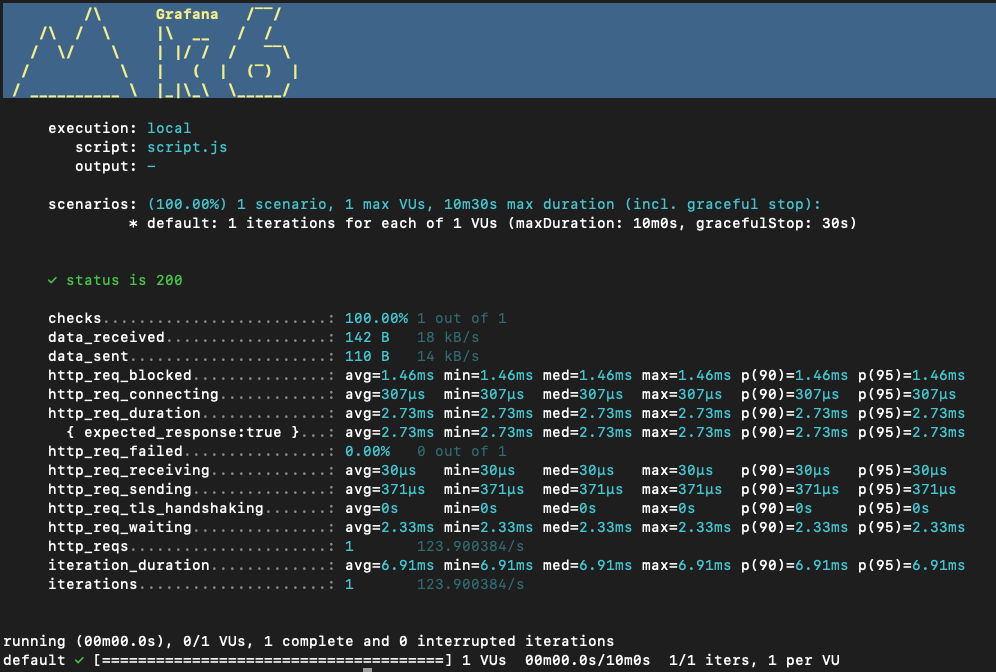 Grafana
k6
execution: local
script: script.js
output: -
scenarios: (100.00%) 1 scenario, 1 max VUs, 10m30s max duration (incl. graceful stop):
* default: 1 iterations for each of 1 VUs (maxDuration: 10m0s, gracefulStop: 30s)
✓ status is 200
checks.........................: 100.00% 1 out of 1
data_received..................: 142 B 18 kB/s
data_sent......................: 110 B 14 kB/s
http_req_blocked...............: avg=1.46ms min=1.46ms med=1.46ms max=1.46ms p(90)=1.46ms p(95)=1.46ms
http_req_connecting............: avg=307µs min=307µs med=307µs max=307µs p(90)=307µs p(95)=307µs
http_req_duration..............: avg=2.73ms min=2.73ms med=2.73ms max=2.73ms p(90)=2.73ms p(95)=2.73ms
{ expected_response:true }...: avg=2.73ms min=2.73ms med=2.73ms max=2.73ms p(90)=2.73ms p(95)=2.73ms
http_req_failed................: 0.00% 0 out of 1
http_req_receiving.............: avg=30µs min=30µs med=30µs max=30µs p(90)=30µs p(95)=30µs
http_req_sending...............: avg=371µs min=371µs med=371µs max=371µs p(90)=371µs p(95)=371µs
http_req_tls_handshaking.......: avg=0s min=0s med=0s max=0s p(90)=0s p(95)=0s
http_req_waiting...............: avg=2.33ms min=2.33ms med=2.33ms max=2.33ms p(90)=2.33ms p(95)=2.33ms
http_reqs......................: 1 123.900384/s
iteration_duration.............: avg=6.91ms min=6.91ms med=6.91ms max=6.91ms p(90)=6.91ms p(95)=6.91ms
iterations.....................: 1 123.900384/s
running (00m00.0s), 0/1 VUs, 1 complete and 0 interrupted iterations
default ✓ [======================================] 1 VUs 00m00.0s/10m0s 1/1 iters, 1 per VU